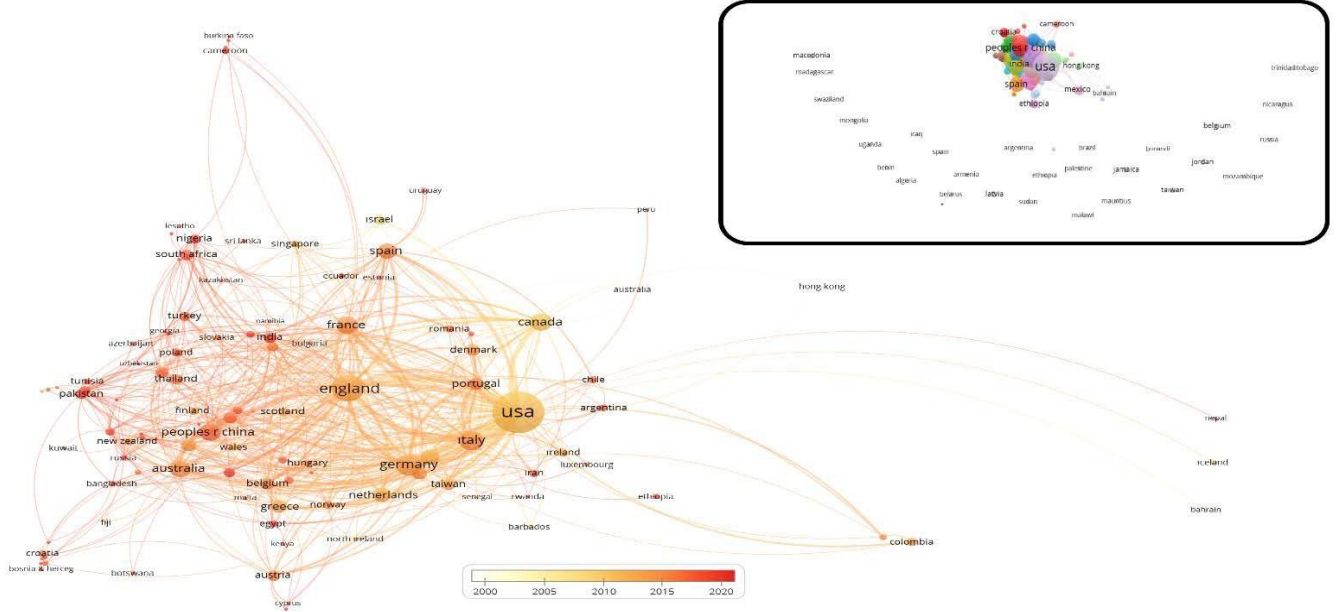 burkina faso
cameroon
uruguay
peru
israel
lesotho
nigeria
sri lanka
singapore
spain
south africa
kazakhstan
ecuador
estonia
australia
hong kong
turkey
namibia
france
canada
georgia
romania
azerbaijan
slovakia
india
bulgaria
poland
denmark
uzbekistan
tunisia
thailand
pakistan
england
portugal
chile
finland
scotland
usa
argentina
nepal
peoples r china
new zealand
kuwait
wales
italy
ireland
russia
australia
hungary
germany
luxembourg
iceland
bangladesh
belgium
taiwan
iran
malta
netherlands
senegal
rwanda
ethiopia
greece
norway
bahrain
fiji
egypt
barbados
kenya
north ireland
colombia
croatia
bosnia & herceg
botswana
austria
cyprus
2000 2005 2010 2015 2020
cameroon
croatia
peoples r china
macedonia
india
usa
hong kong
trinidad tobago
madagascar
spain
mexico
bahrain
swaziland
ethiopia
nicaragua
mongolia
belgium
iraq
russia
uganda
spain
argentina
brazil
burundi
benin
armenia
ethiopia
palestine
jamaica
jordan
algeria
mozambique
belarus
latvia
sudan
mauritius
taiwan
malawi